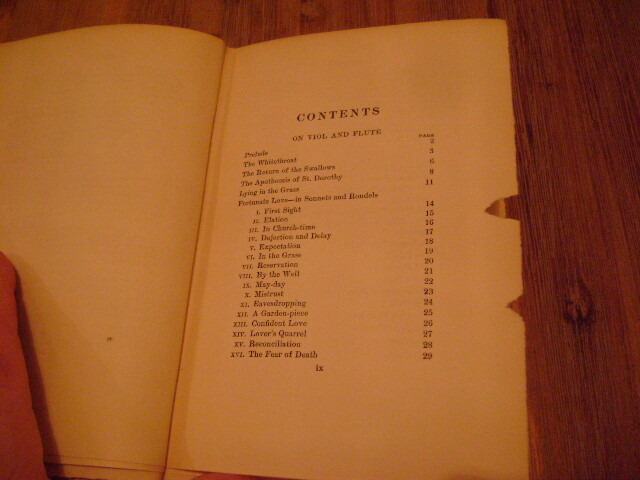 CONTENTS
ON VIOL AND FLUTE
PAGE
Prelude 2
The Whitethroat 3
The Return of the Swallows 6
The Apotheosis of St. Dorothy 8
Lying in the Grass 11
Fortunate Love—in Sonnets and Rondels
I. First Sight 14
II. Elation 15
III. In Church-time 16
IV. Dejection and Delay 17
V. Expectation 18
VI. In the Grass 19
VII. Reservation 20
VIII. By the Well 21
IX. May-day 22
X. Mistrust 23
XI. Eavesdropping 24
XII. A Garden-piece 25
XIII. Confident Love 26
XIV. Lover's Quarrel 27
XV. Reconciliation 28
XVI. The Fear of Death 29
ix